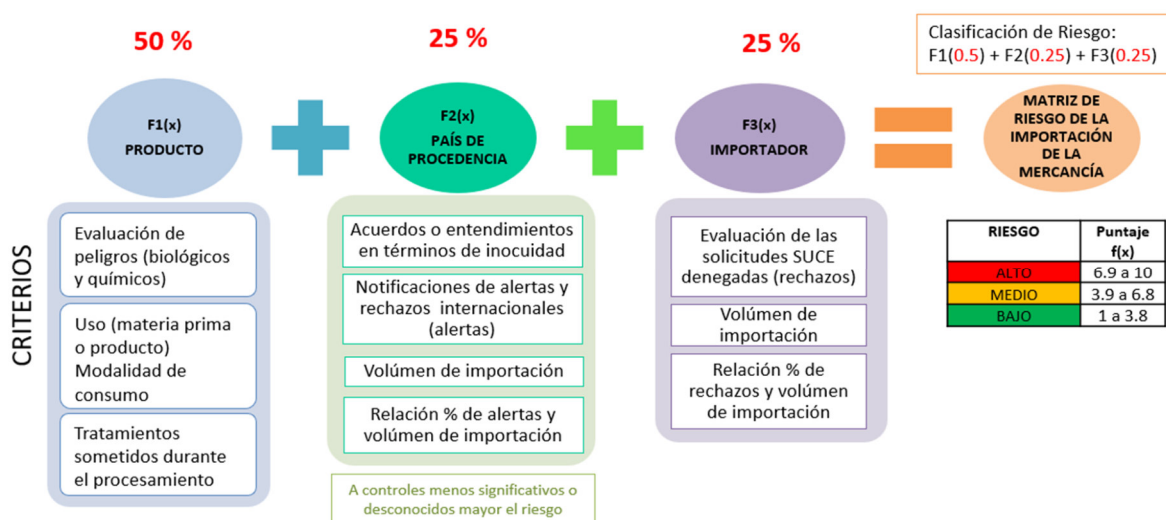 50 %
25 %
25 %
Clasificación de Riesgo:
F1(0.5) + F2(0.25) + F3(0.25)
F1(x)
PRODUCTO
F2(x)
PAÍS DE
PROCEDENCIA
F3(x)
IMPORTADOR
MATRIZ DE
RIESGO DE LA
IMPORTACIÓN
DE LA
MERCANCÍA
CRITERIOS
Evaluación de
peligros (biológicos
y químicos)
Uso (materia prima
o producto)
Modalidad de
consumo
Tratamientos
sometidos durante
el procesamiento
Acuerdos o entendimientos
en términos de inocuidad
Notificaciones de alertas y
rechazos internacionales
(alertas)
Volúmen de importación
Relación % de alertas y
volúmen de importación
A controles menos significativos o
desconocidos mayor el riesgo
Evaluación de las
solicitudes SUCE
denegadas (rechazos)
Volúmen de
importación
Relación % de
rechazos y volúmen
de importación
RIESGO Puntaje
f(x)
ALTO 6.9 a 10
MEDIO 3.9 a 6.8
BAJO 1 a 3.8